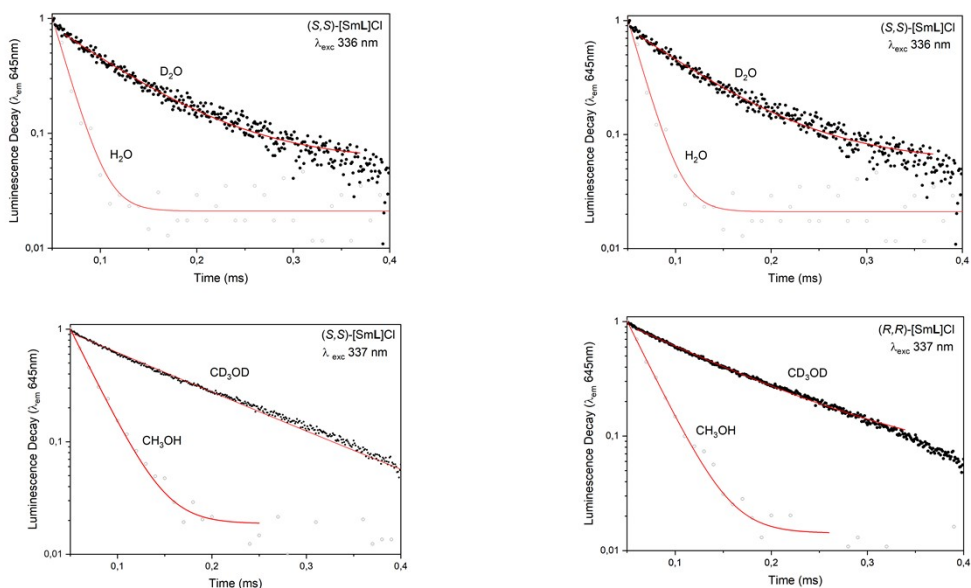 Luminescence Decay (λem 645nm)
1
0,1
0,01
(S,S)-[SmL]Cl
λexc 336 nm
D2O
H2O
0,1
0,2
0,3
0,4
Time (ms)
Luminescence Decay (λem 645nm)
1
0,1
0,01
(S,S)-[SmL]Cl
λexc 336 nm
D2O
H2O
0,1
0,2
0,3
0,4
Time (ms)
Luminescence Decay (λem 645nm)
1
0,1
0,01
(S,S)-[SmL]Cl
λ exc 337 nm
CD3OD
CH3OH
0,1
0,2
0,3
0,4
Time (ms)
Luminescence Decay (λem 645nm)
1
0,1
0,01
(R,R)-[SmL]Cl
λ exc 337 nm
CD3OD
CH3OH
0,1
0,2
0,3
0,4
Time (ms)